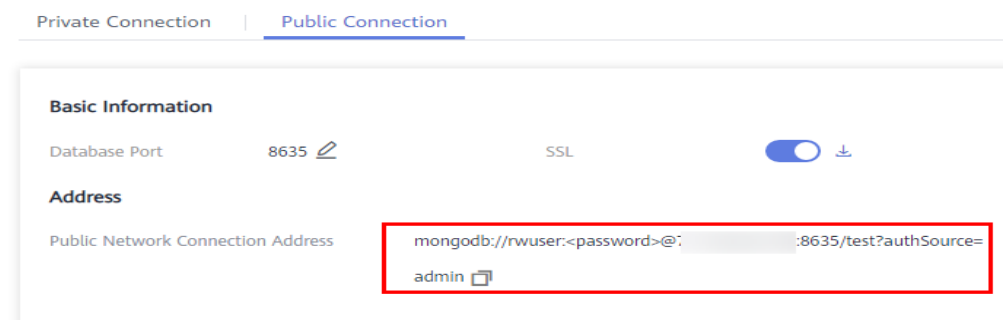 Private Connection | Public Connection
Basic Information
Database Port 8635 SSL
Address
Public Network Connection Address mongodb://rwuser:<password>@ :8635/test?authSource=
admin